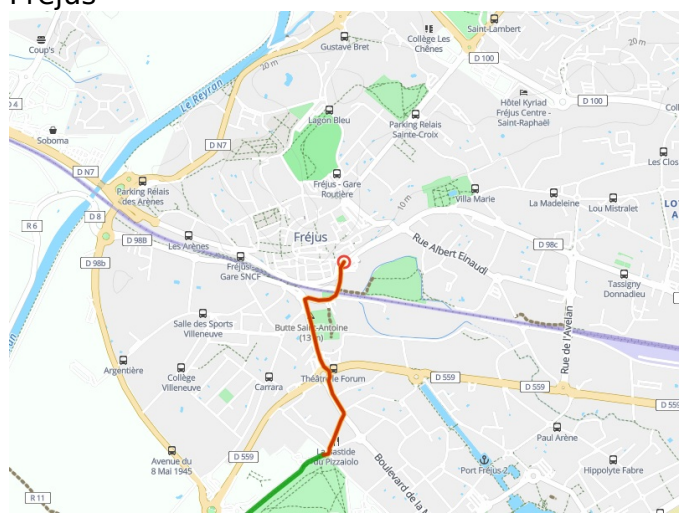 Fréjus
Coup's
Gustave Bret
Collège Les
Chênes
Saint-Lambert
20 m
20 m
D 100
Le Reyran
Hôtel Kyriad
Fréjus Centre -
Saint-Raphaël
D 100
Soboma
Lagon Bleu
Parking Relais
Sainte-Croix
D N7
D N7
Les Clos
Parking Relais
des Arènes
Fréjus - Gare
Routière
10 m
Villa Marie
La Madeleine
Lou Mistralet
R 6
D 8
D 98B
Les Arènes
Fréjus
Rue Albert Einaudi
D 98c
D 98b
Fréjus
Gare SNCF
Tassigny
Donnadieu
Salle des Sports
Villeneuve
Butte Saint-Antoine
(13 m)
Rue de l'Avelan
Argentière
Collège
Villeneuve
Carrara
Théâtre le Forum
D 559
D 559
D 559
Paul Arène
La Bastide
du Pizzaiolo
Avenue du
8 Mai 1945
D 559
Port Fréjus 2
Hippolyte Fabre
R 11